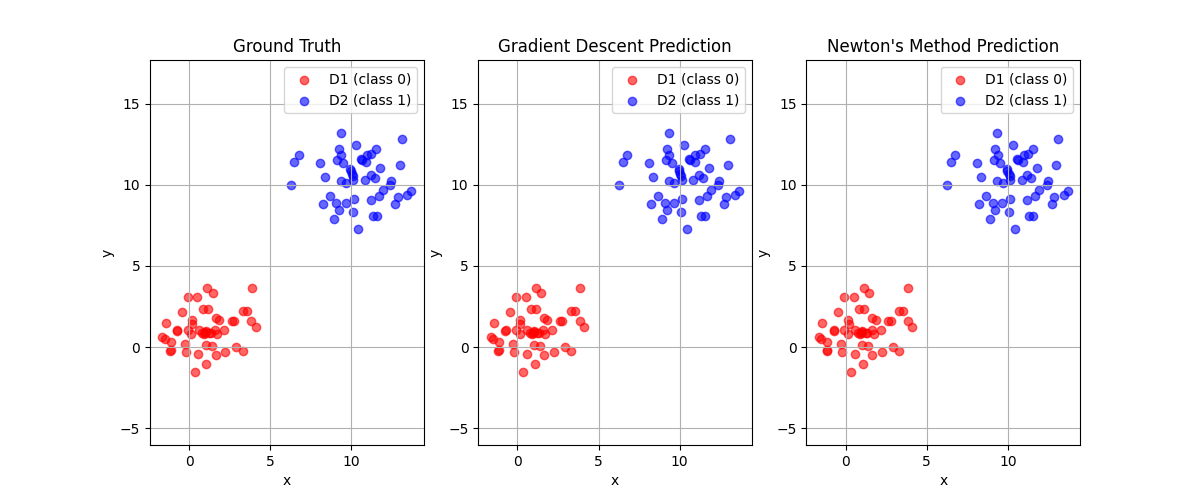 Ground Truth
D1 (class 0)
D2 (class 1)
15
10
5
0
−5
y
0
5
10
x
Gradient Descent Prediction
D1 (class 0)
D2 (class 1)
15
10
5
0
−5
y
0
5
10
x
Newton's Method Prediction
D1 (class 0)
D2 (class 1)
15
10
5
0
−5
y
0
5
10
x